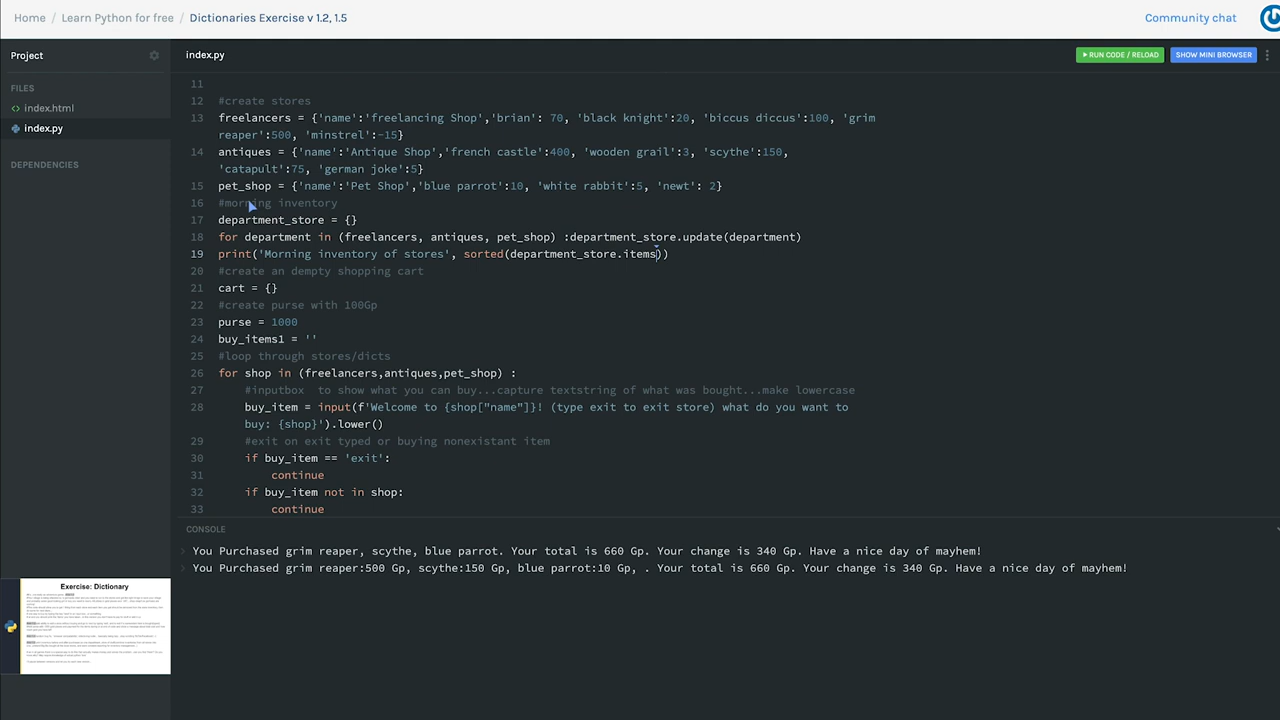 Home / Learn Python for free / Dictionaries Exercise v 1.2, 1.5
Community chat
Project
index.py
RUN CODE / RELOAD
SHOW MINI BROWSER
FILES
index.html
index.py
DEPENDENCIES
11
12 #create stores
13 freelancers = {'name':'freelancing Shop','brian': 70, 'black knight':20, 'biccus diccus':100, 'grim
reaper':500, 'minstrel':-15}
14 antiques = {'name':'Antique Shop','french castle':400, 'wooden grail':3, 'scythe':150,
'catapult':75, 'german joke':5}
15 pet_shop = {'name':'Pet Shop','blue parrot':10, 'white rabbit':5, 'newt': 2}
16 #morning inventory
17 department_store = {}
18 for department in (freelancers, antiques, pet_shop) :department_store.update(department)
19 print('Morning inventory of stores', sorted(department_store.items))
20 #create an dempty shopping cart
21 cart = {}
22 #create purse with 100Gp
23 purse = 1000
24 buy_items1 = ''
25 #loop through stores/dicts
26 for shop in (freelancers,antiques,pet_shop) :
27 #inputbox  to show what you can buy...capture textstring of what was bought...make lowercase
28 buy_item = input(f'Welcome to {shop["name"]}! (type exit to exit store) what do you want to
buy: {shop}').lower()
29 #exit on exit typed or buying nonexistant item
30 if buy_item == 'exit':
31 continue
32 if buy_item not in shop:
33 continue
CONSOLE
You Purchased grim reaper, scythe, blue parrot. Your total is 660 Gp. Your change is 340 Gp. Have a nice day of mayhem!
You Purchased grim reaper:500 Gp, scythe:150 Gp, blue parrot:10 Gp, . Your total is 660 Gp. Your change is 340 Gp. Have a nice day of mayhem!
Exercise: Dictionary